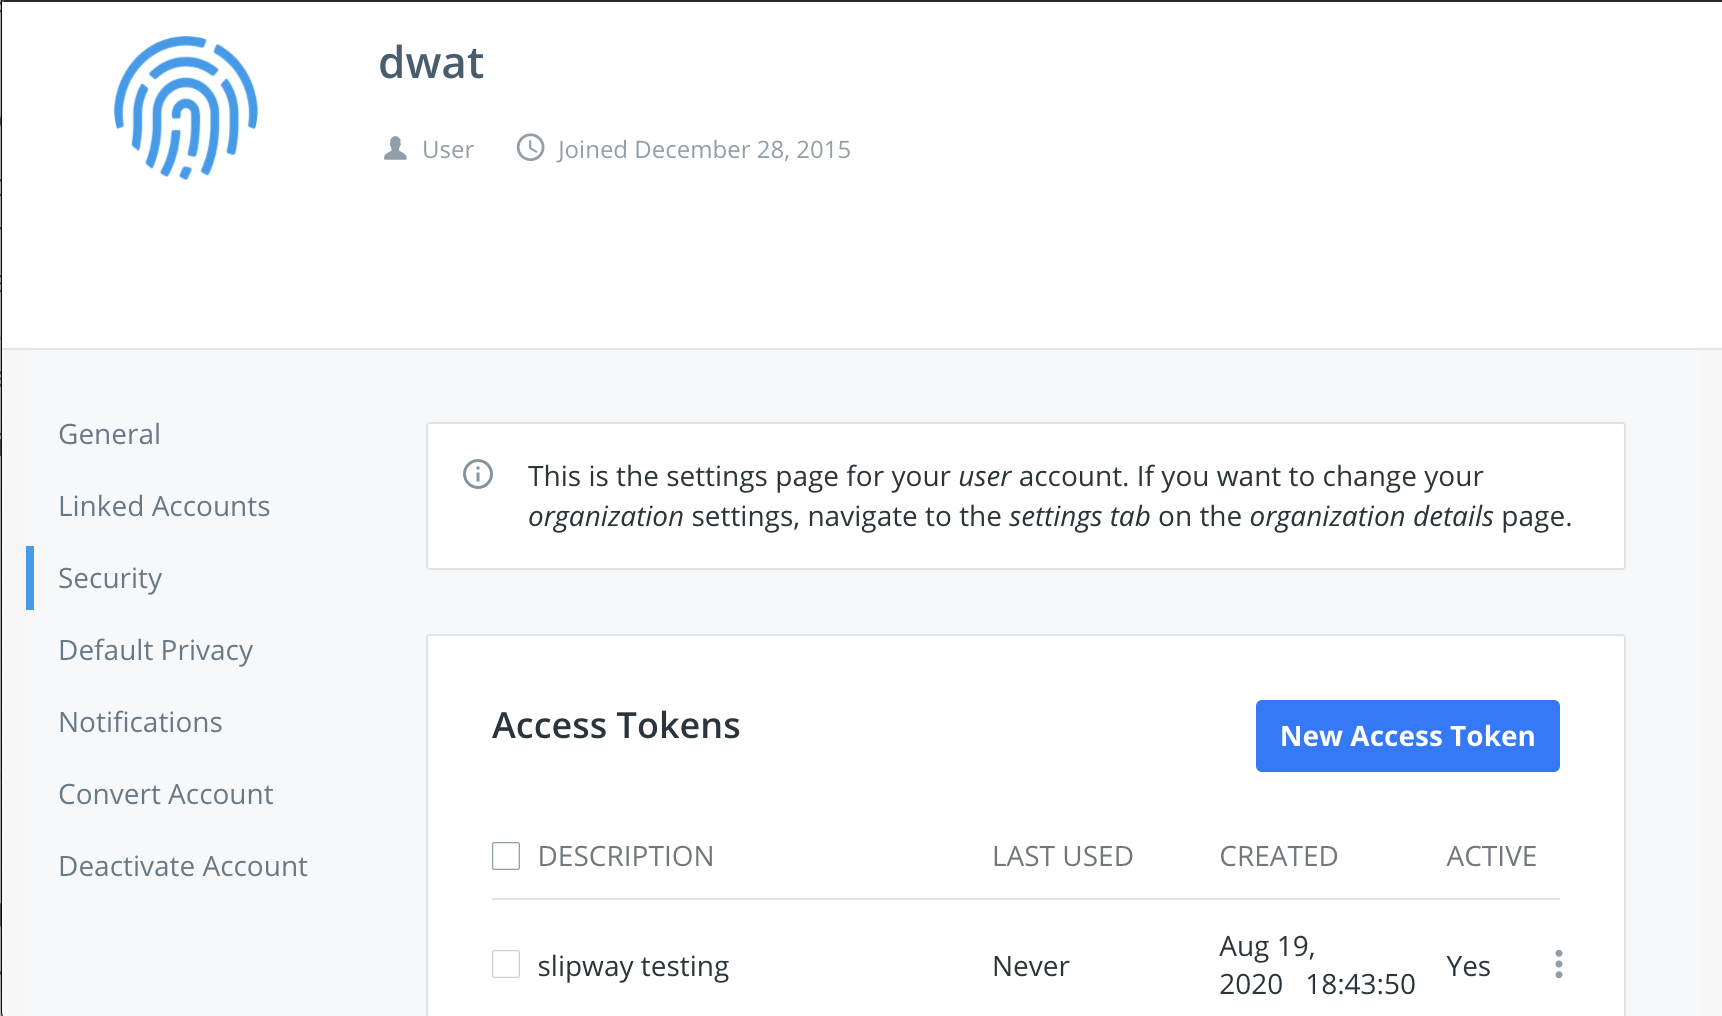 dwat
User Joined December 28, 2015
General
Linked Accounts
Security
Default Privacy
Notifications
Convert Account
Deactivate Account
This is the settings page for your user account. If you want to change your
organization settings, navigate to the settings tab on the organization details page.
Access Tokens
New Access Token
DESCRIPTION LAST USED CREATED ACTIVE
slipway testing Never Aug 19, 2020 18:43:50 Yes